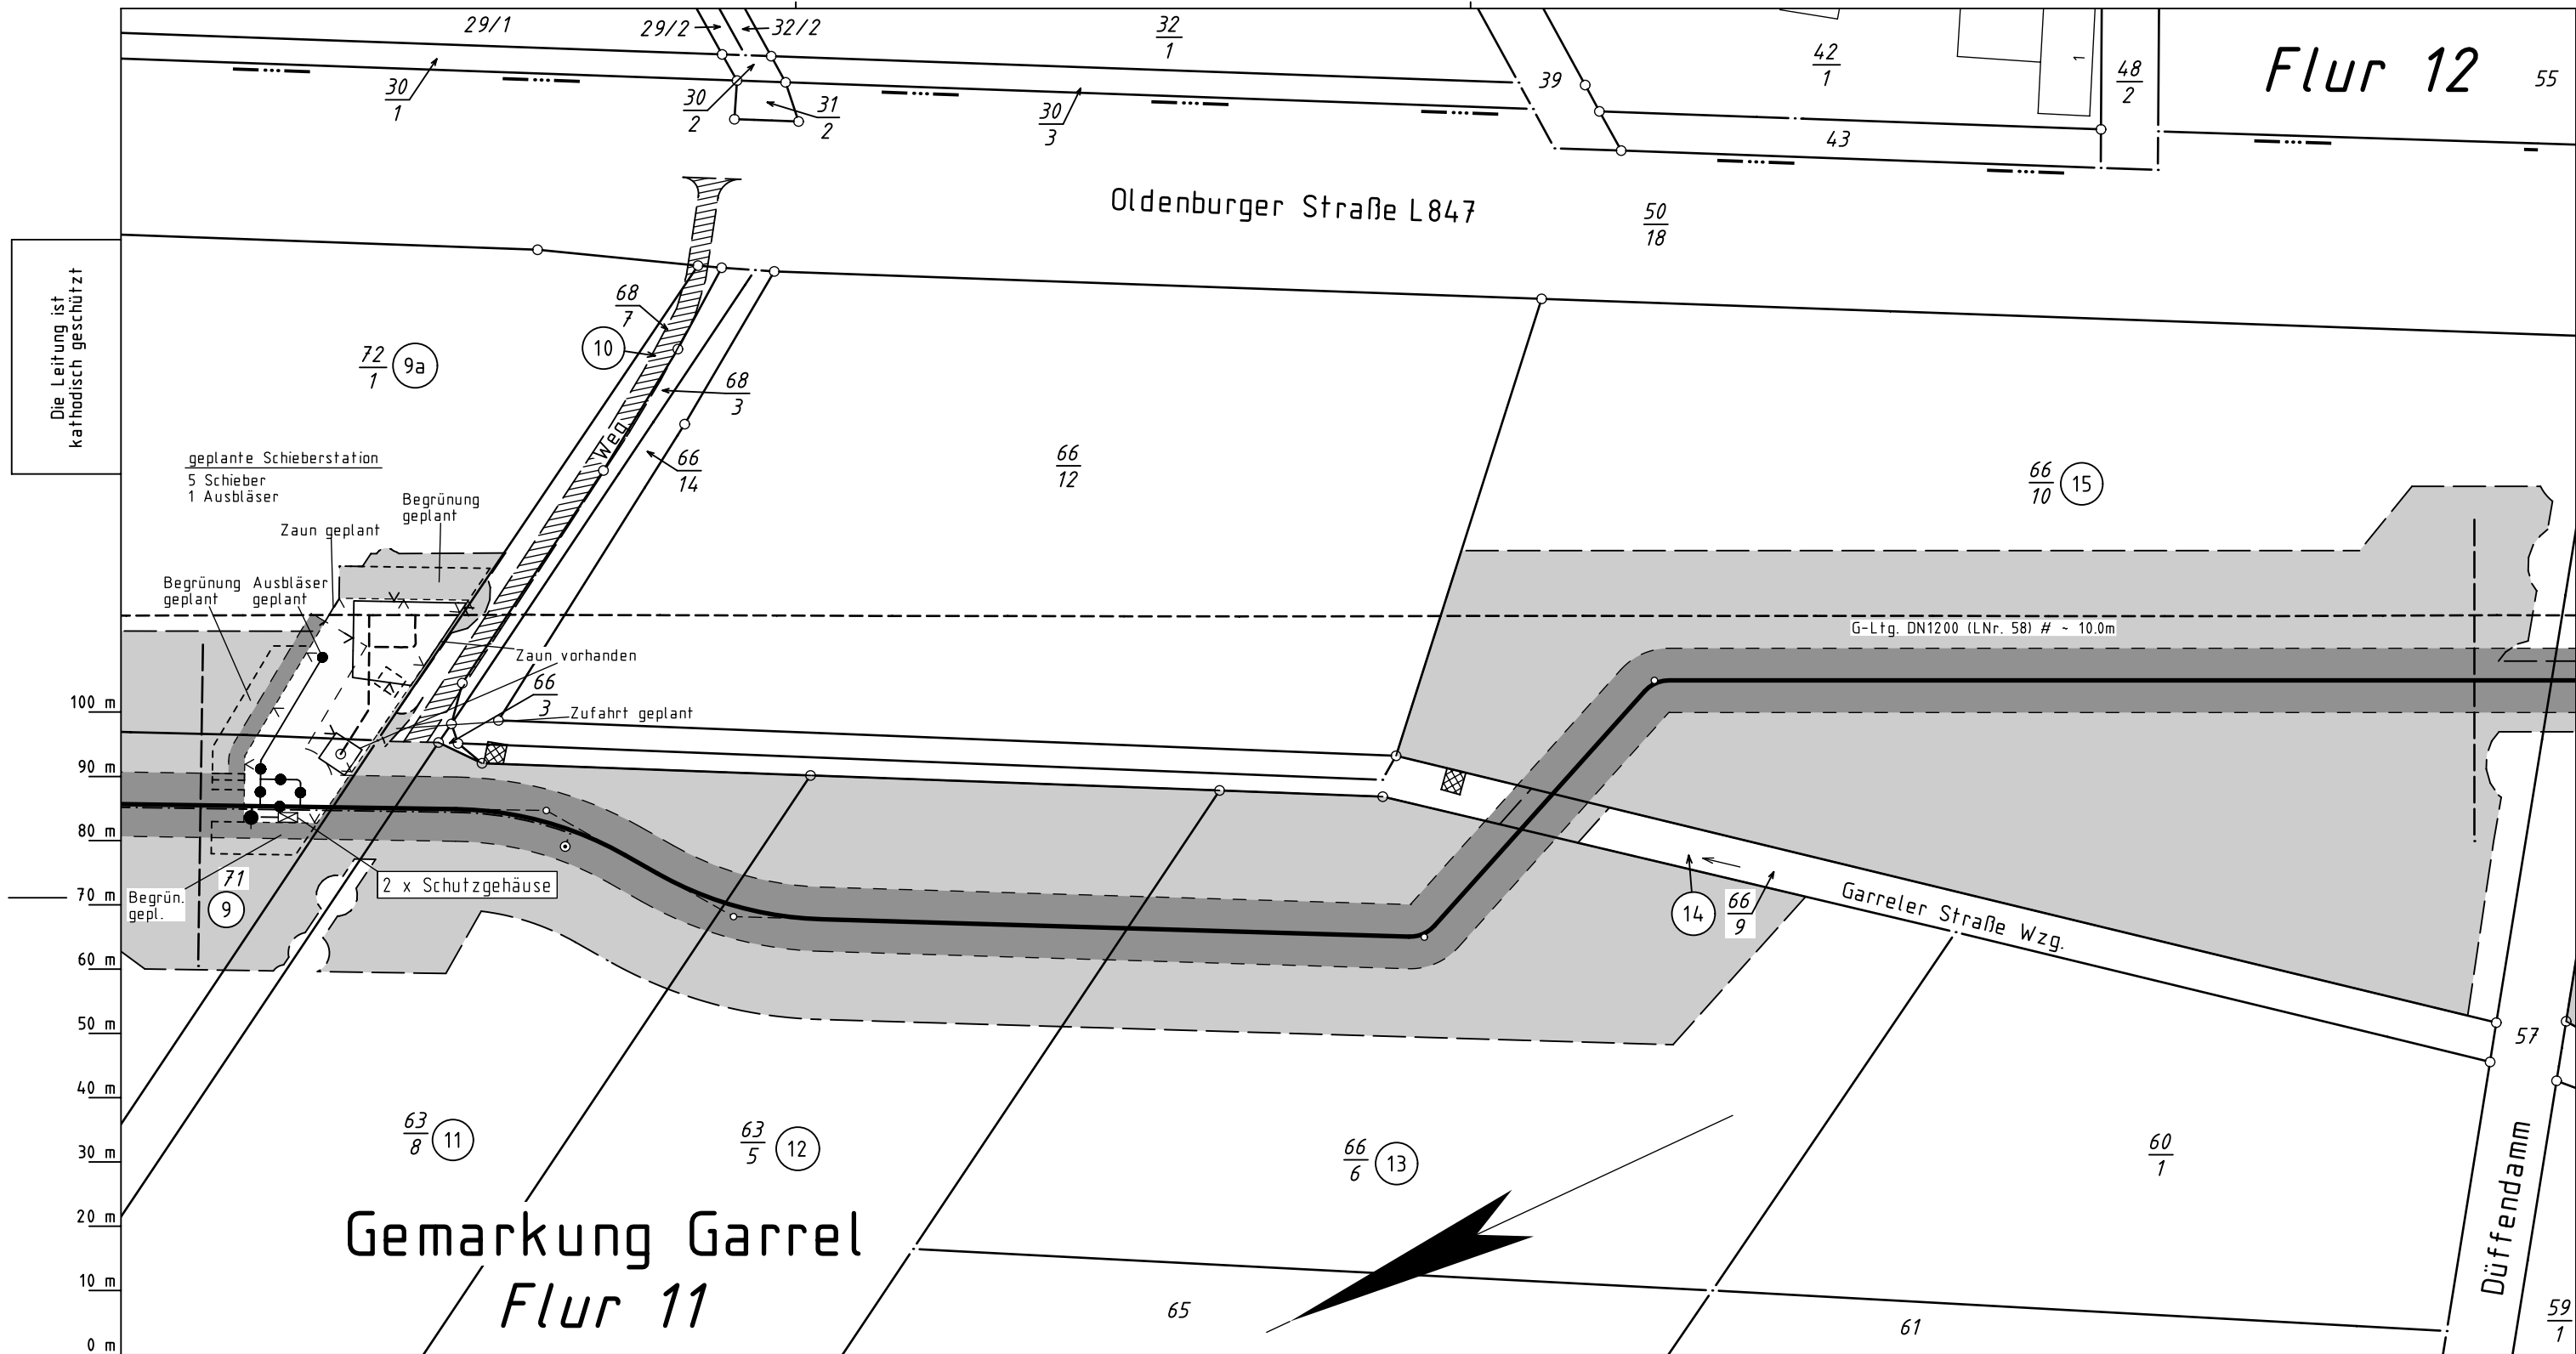 29/1
29/2
32/2
32
1
39
42
1
1
48
2
Flur 12
55
30
1
30
2
31
2
30
3
43
Oldenburger Straße L847
50
18
Die Leitung ist
kathodisch geschützt
68
7
10
72
1
9a
68
3
Weg
66
14
66
12
66
10
15
geplante Schieberstation
5 Schieber
1 Ausbläser
Begrünung
geplant
Zaun geplant
Begrünung
geplant
Ausbläser
geplant
G-Ltg. DN1200 (LNr. 58) # ~ 10.0m
Zaun vorhanden
66
3
Zufahrt geplant
100 m
90 m
80 m
70 m
60 m
50 m
40 m
30 m
20 m
10 m
0 m
71
9
Begrün.
gepl.
2 x Schutzgehäuse
14
66
9
Garreler Straße Wzg.
57
63
8
11
63
5
12
66
6
13
60
1
Düffendamm
Gemarkung Garrel
Flur 11
65
61
59
1